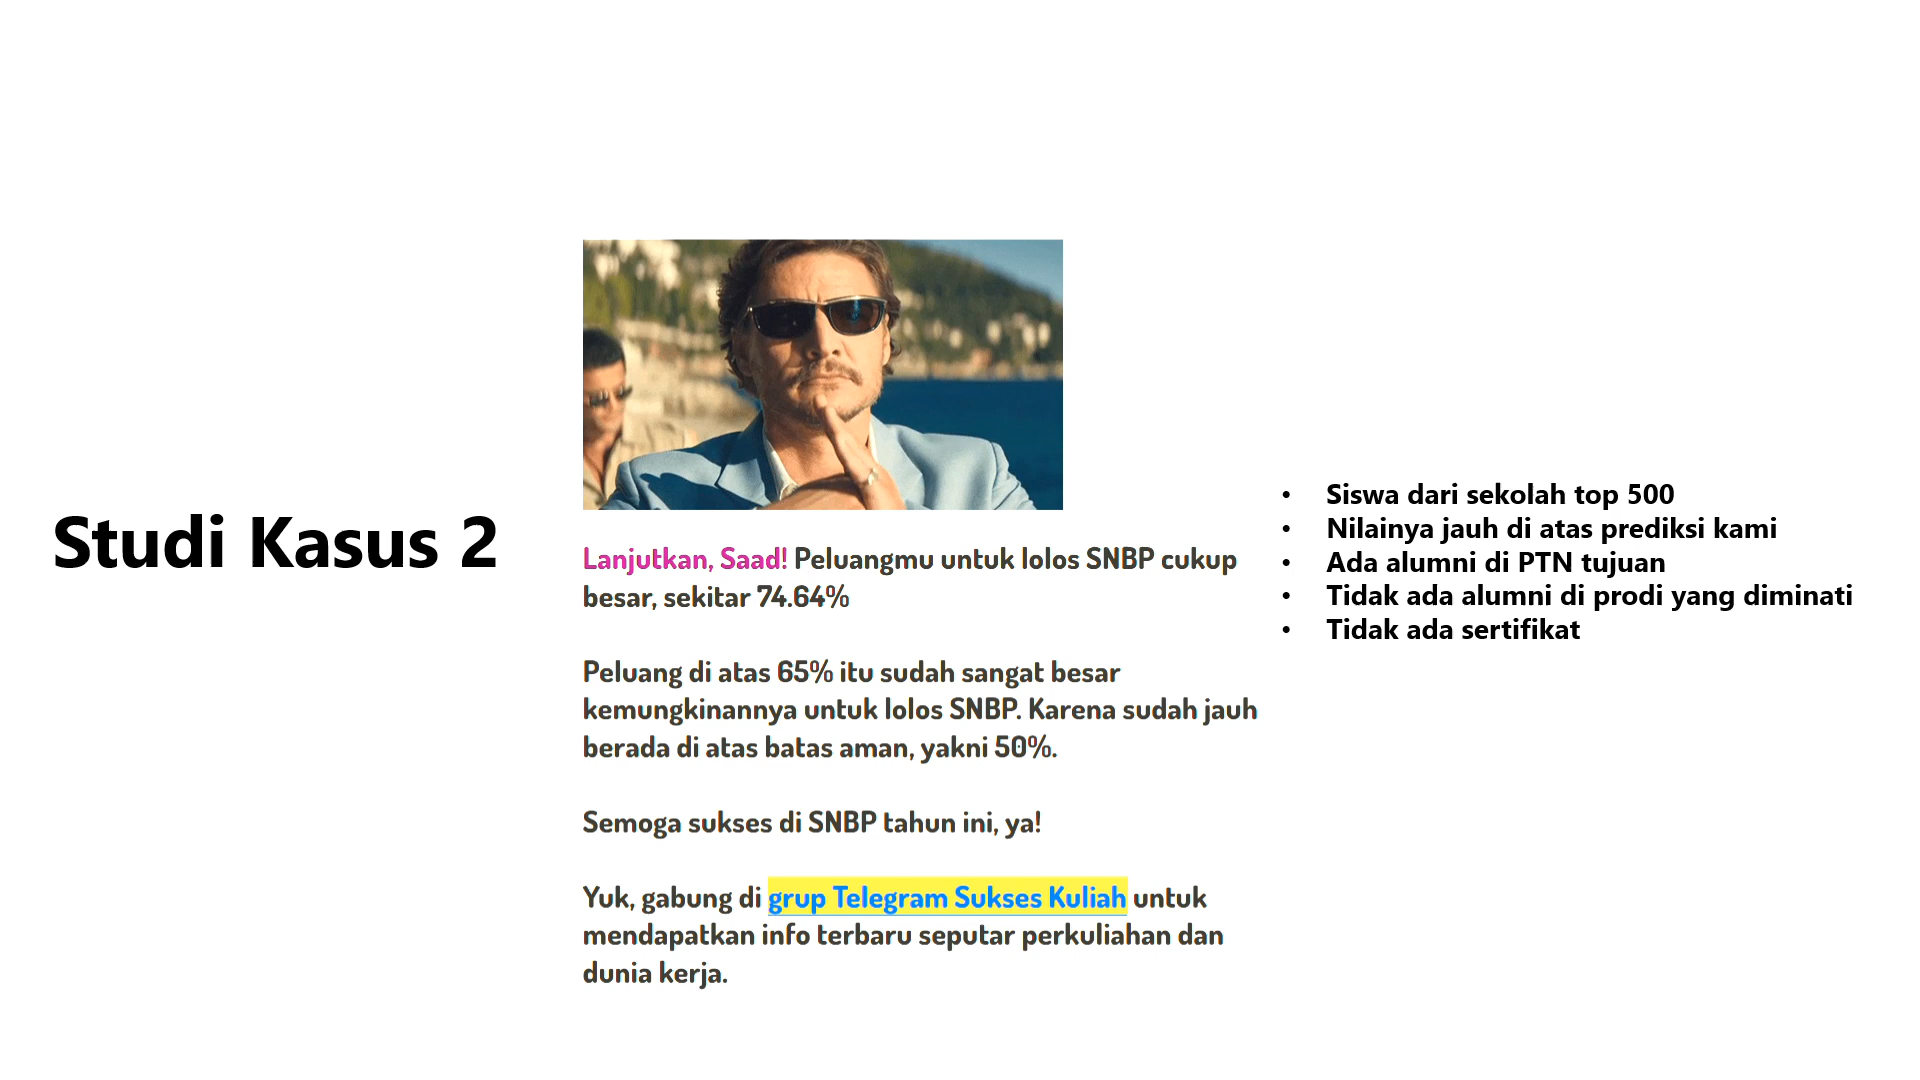 Studi Kasus 2
Lanjutkan, Saad! Peluangmu untuk lolos SNBP cukup
besar, sekitar 74.64%
Peluang di atas 65% itu sudah sangat besar
kemungkinannya untuk lolos SNBP. Karena sudah jauh
berada di atas batas aman, yakni 50%.
Semoga sukses di SNBP tahun ini, ya!
Yuk, gabung di grup Telegram Sukses Kuliah untuk
mendapatkan info terbaru seputar perkuliahan dan
dunia kerja.
• Siswa dari sekolah top 500
• Nilainya jauh di atas prediksi kami
• Ada alumni di PTN tujuan
• Tidak ada alumni di prodi yang diminati
• Tidak ada sertifikat